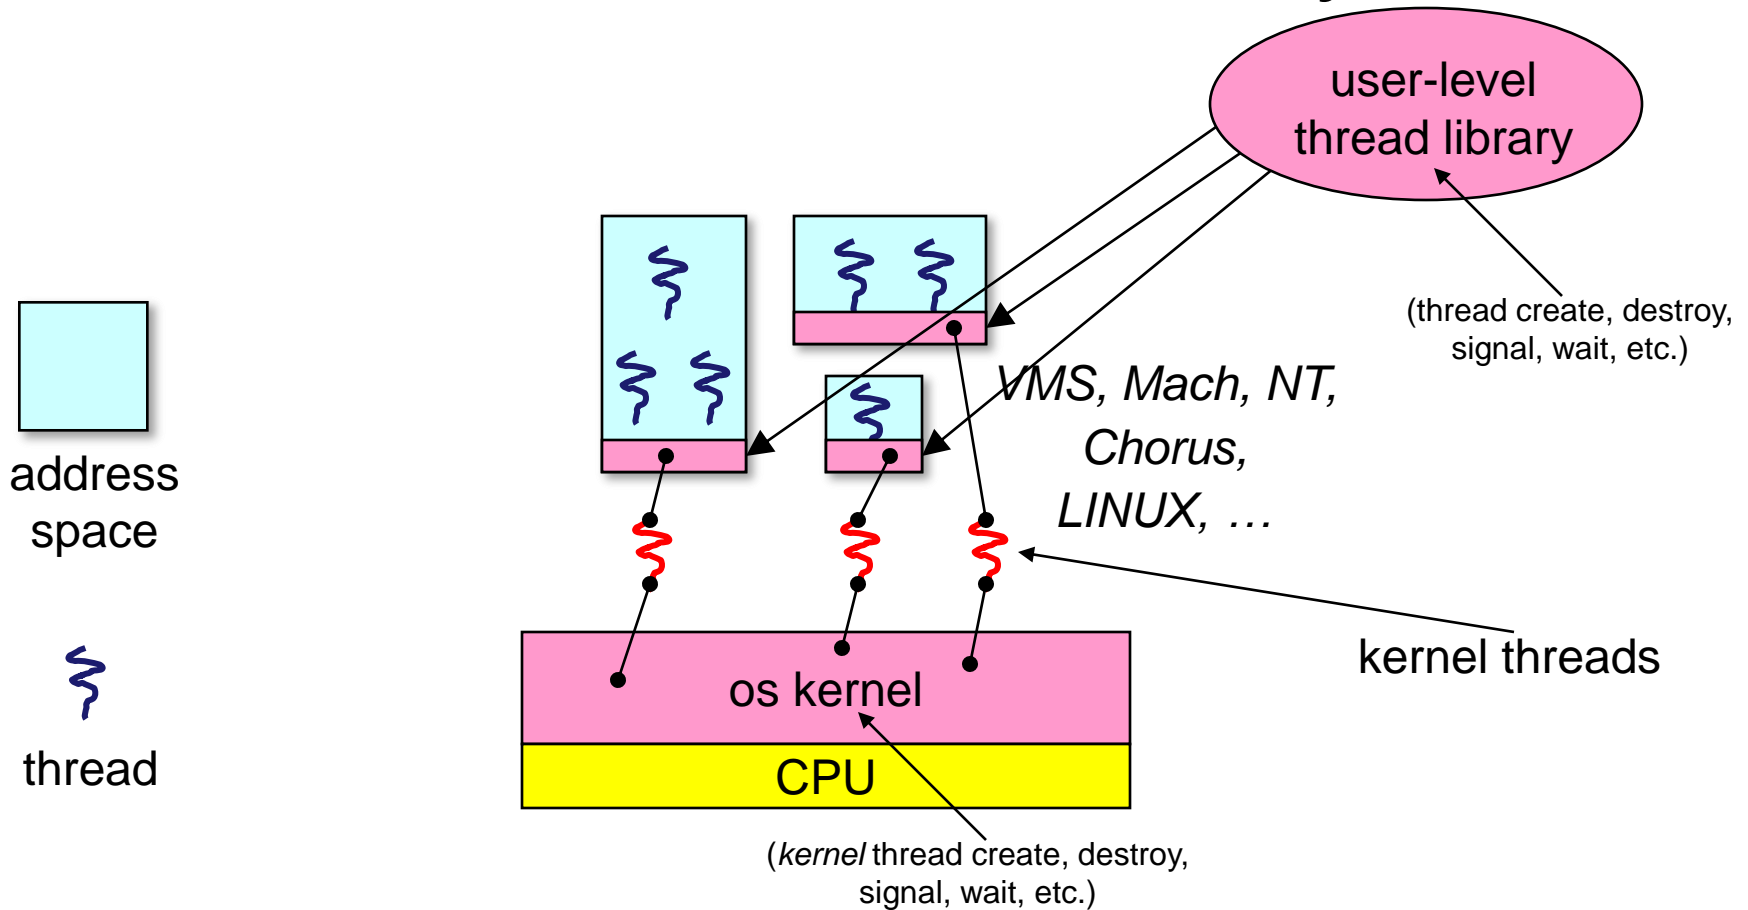 user-level
thread library
(thread create, destroy,
signal, wait, etc.)
VMS, Mach, NT,
Chorus,
LINUX, …
address
space
kernel threads
os kernel
thread
CPU
(kernel thread create, destroy,
signal, wait, etc.)